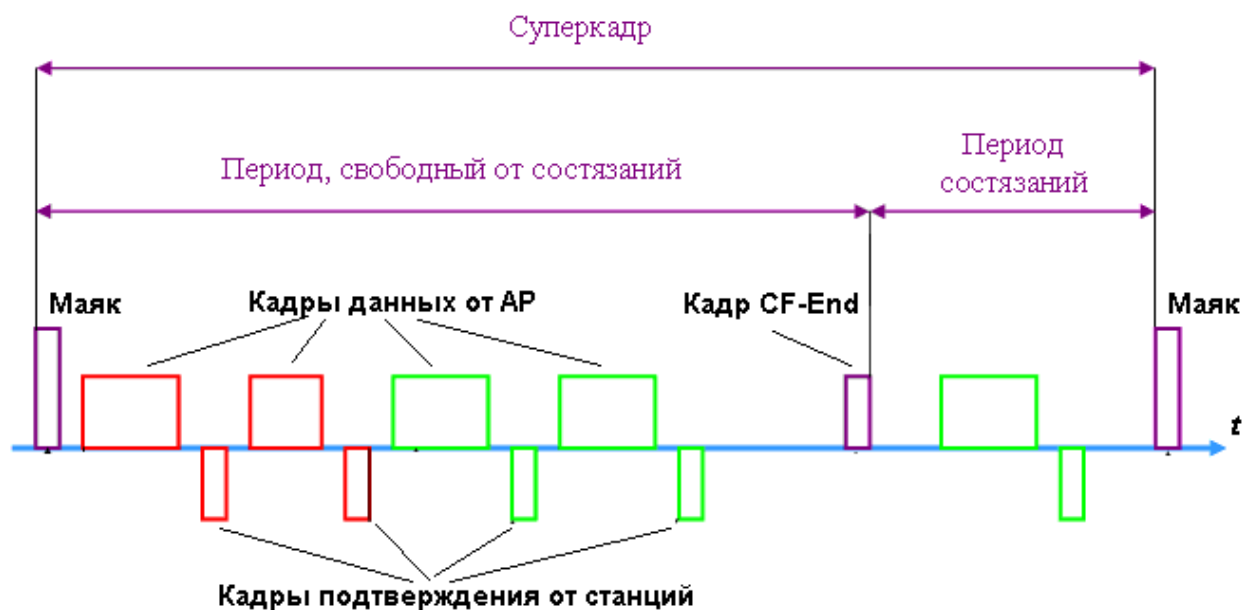 Суперкадр
Период, свободный от состязаний
Период
состязаний
Маяк
Кадры данных от AP
Кадр CF-End
Маяк
t
Кадры подтверждения от станций